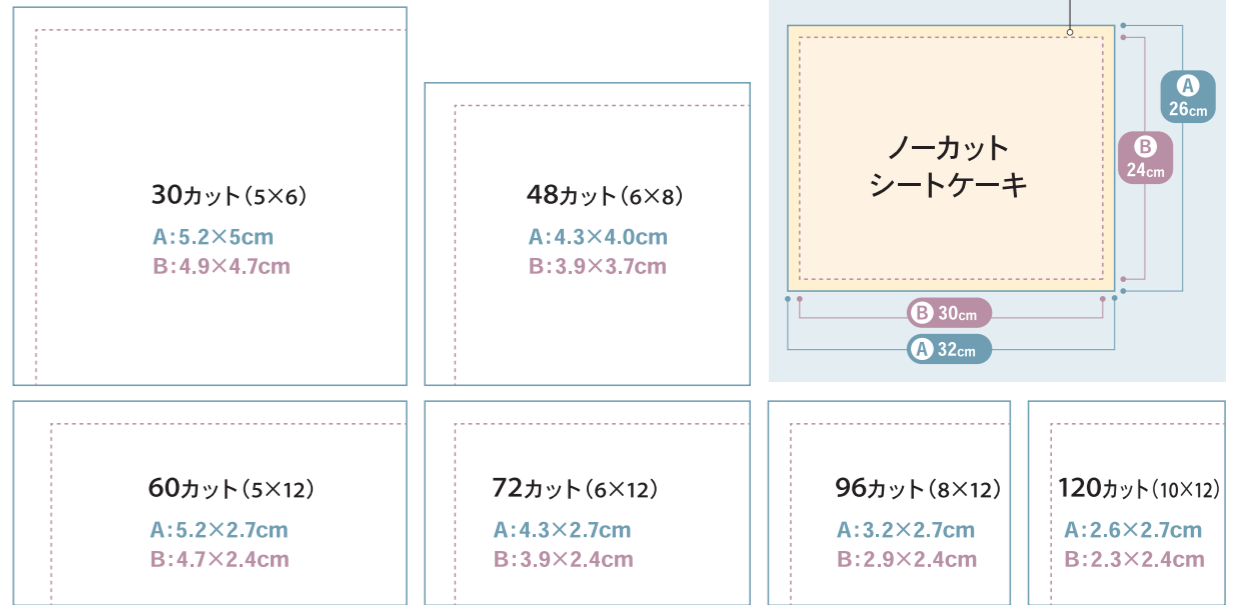 30カット(5×6)
A:5.2×5cm
B:4.9×4.7cm
48カット(6×8)
A:4.3×4.0cm
B:3.9×3.7cm
ノーカット
シートケーキ
A
26cm
B
24cm
B 30cm
A 32cm
60カット(5×12)
A:5.2×2.7cm
B:4.7×2.4cm
72カット(6×12)
A:4.3×2.7cm
B:3.9×2.4cm
96カット(8×12)
A:3.2×2.7cm
B:2.9×2.4cm
120カット(10×12)
A:2.6×2.7cm
B:2.3×2.4cm